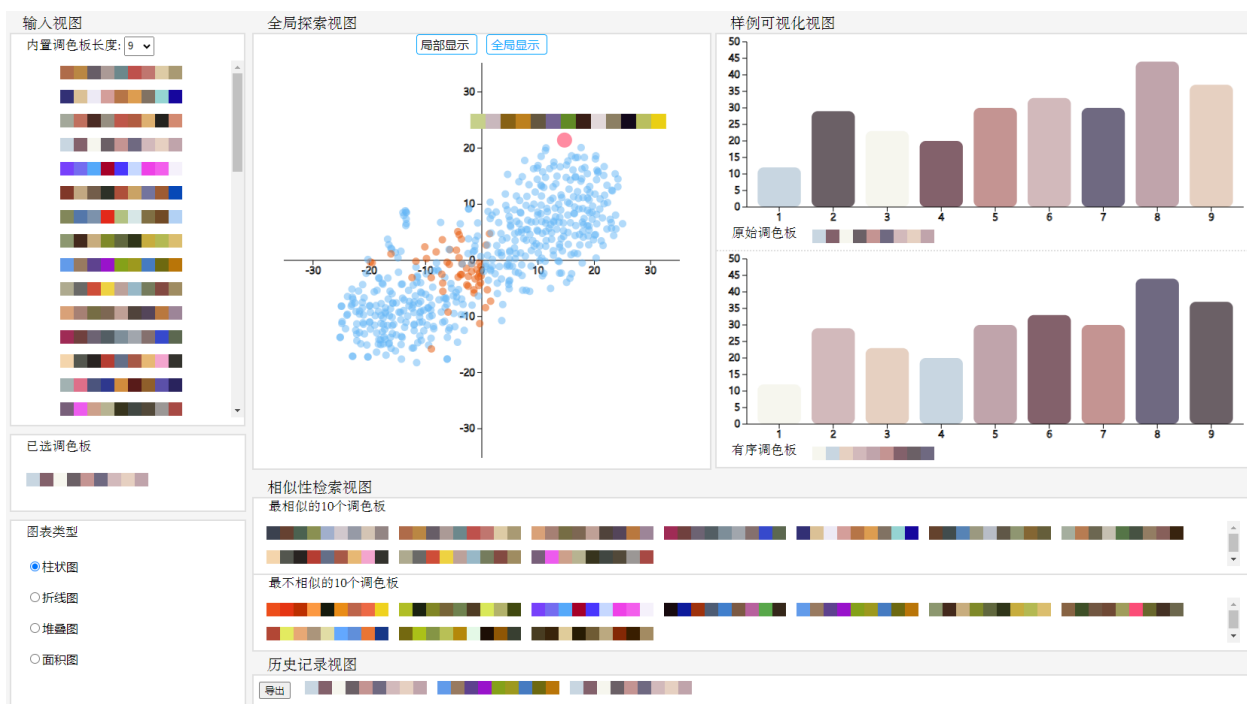 输入视图
内置调色板长度: 9
已选调色板
图表类型
柱状图
折线图
堆叠图
面积图
全局探索视图
局部显示
全局显示
30
20
10
0
-10
-20
-30
-30
-20
-10
0
10
20
30
样例可视化视图
50
45
40
35
30
25
20
15
10
5
0
1 2 3 4 5 6 7 8 9
原始调色板
50
45
40
35
30
25
20
15
10
5
0
1 2 3 4 5 6 7 8 9
有序调色板
相似性检索视图
最相似的10个调色板
最不相似的10个调色板
历史记录视图
导出